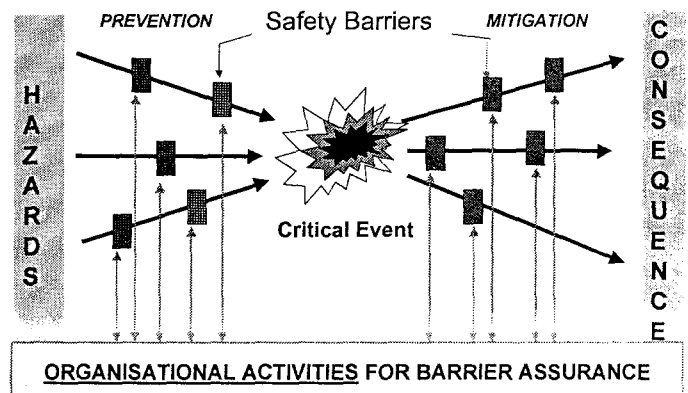 PREVENTION
Safety Barriers
MITIGATION
HAZARDS
CONSEQUENCE
Critical Event
ORGANISATIONAL ACTIVITIES FOR BARRIER ASSURANCE